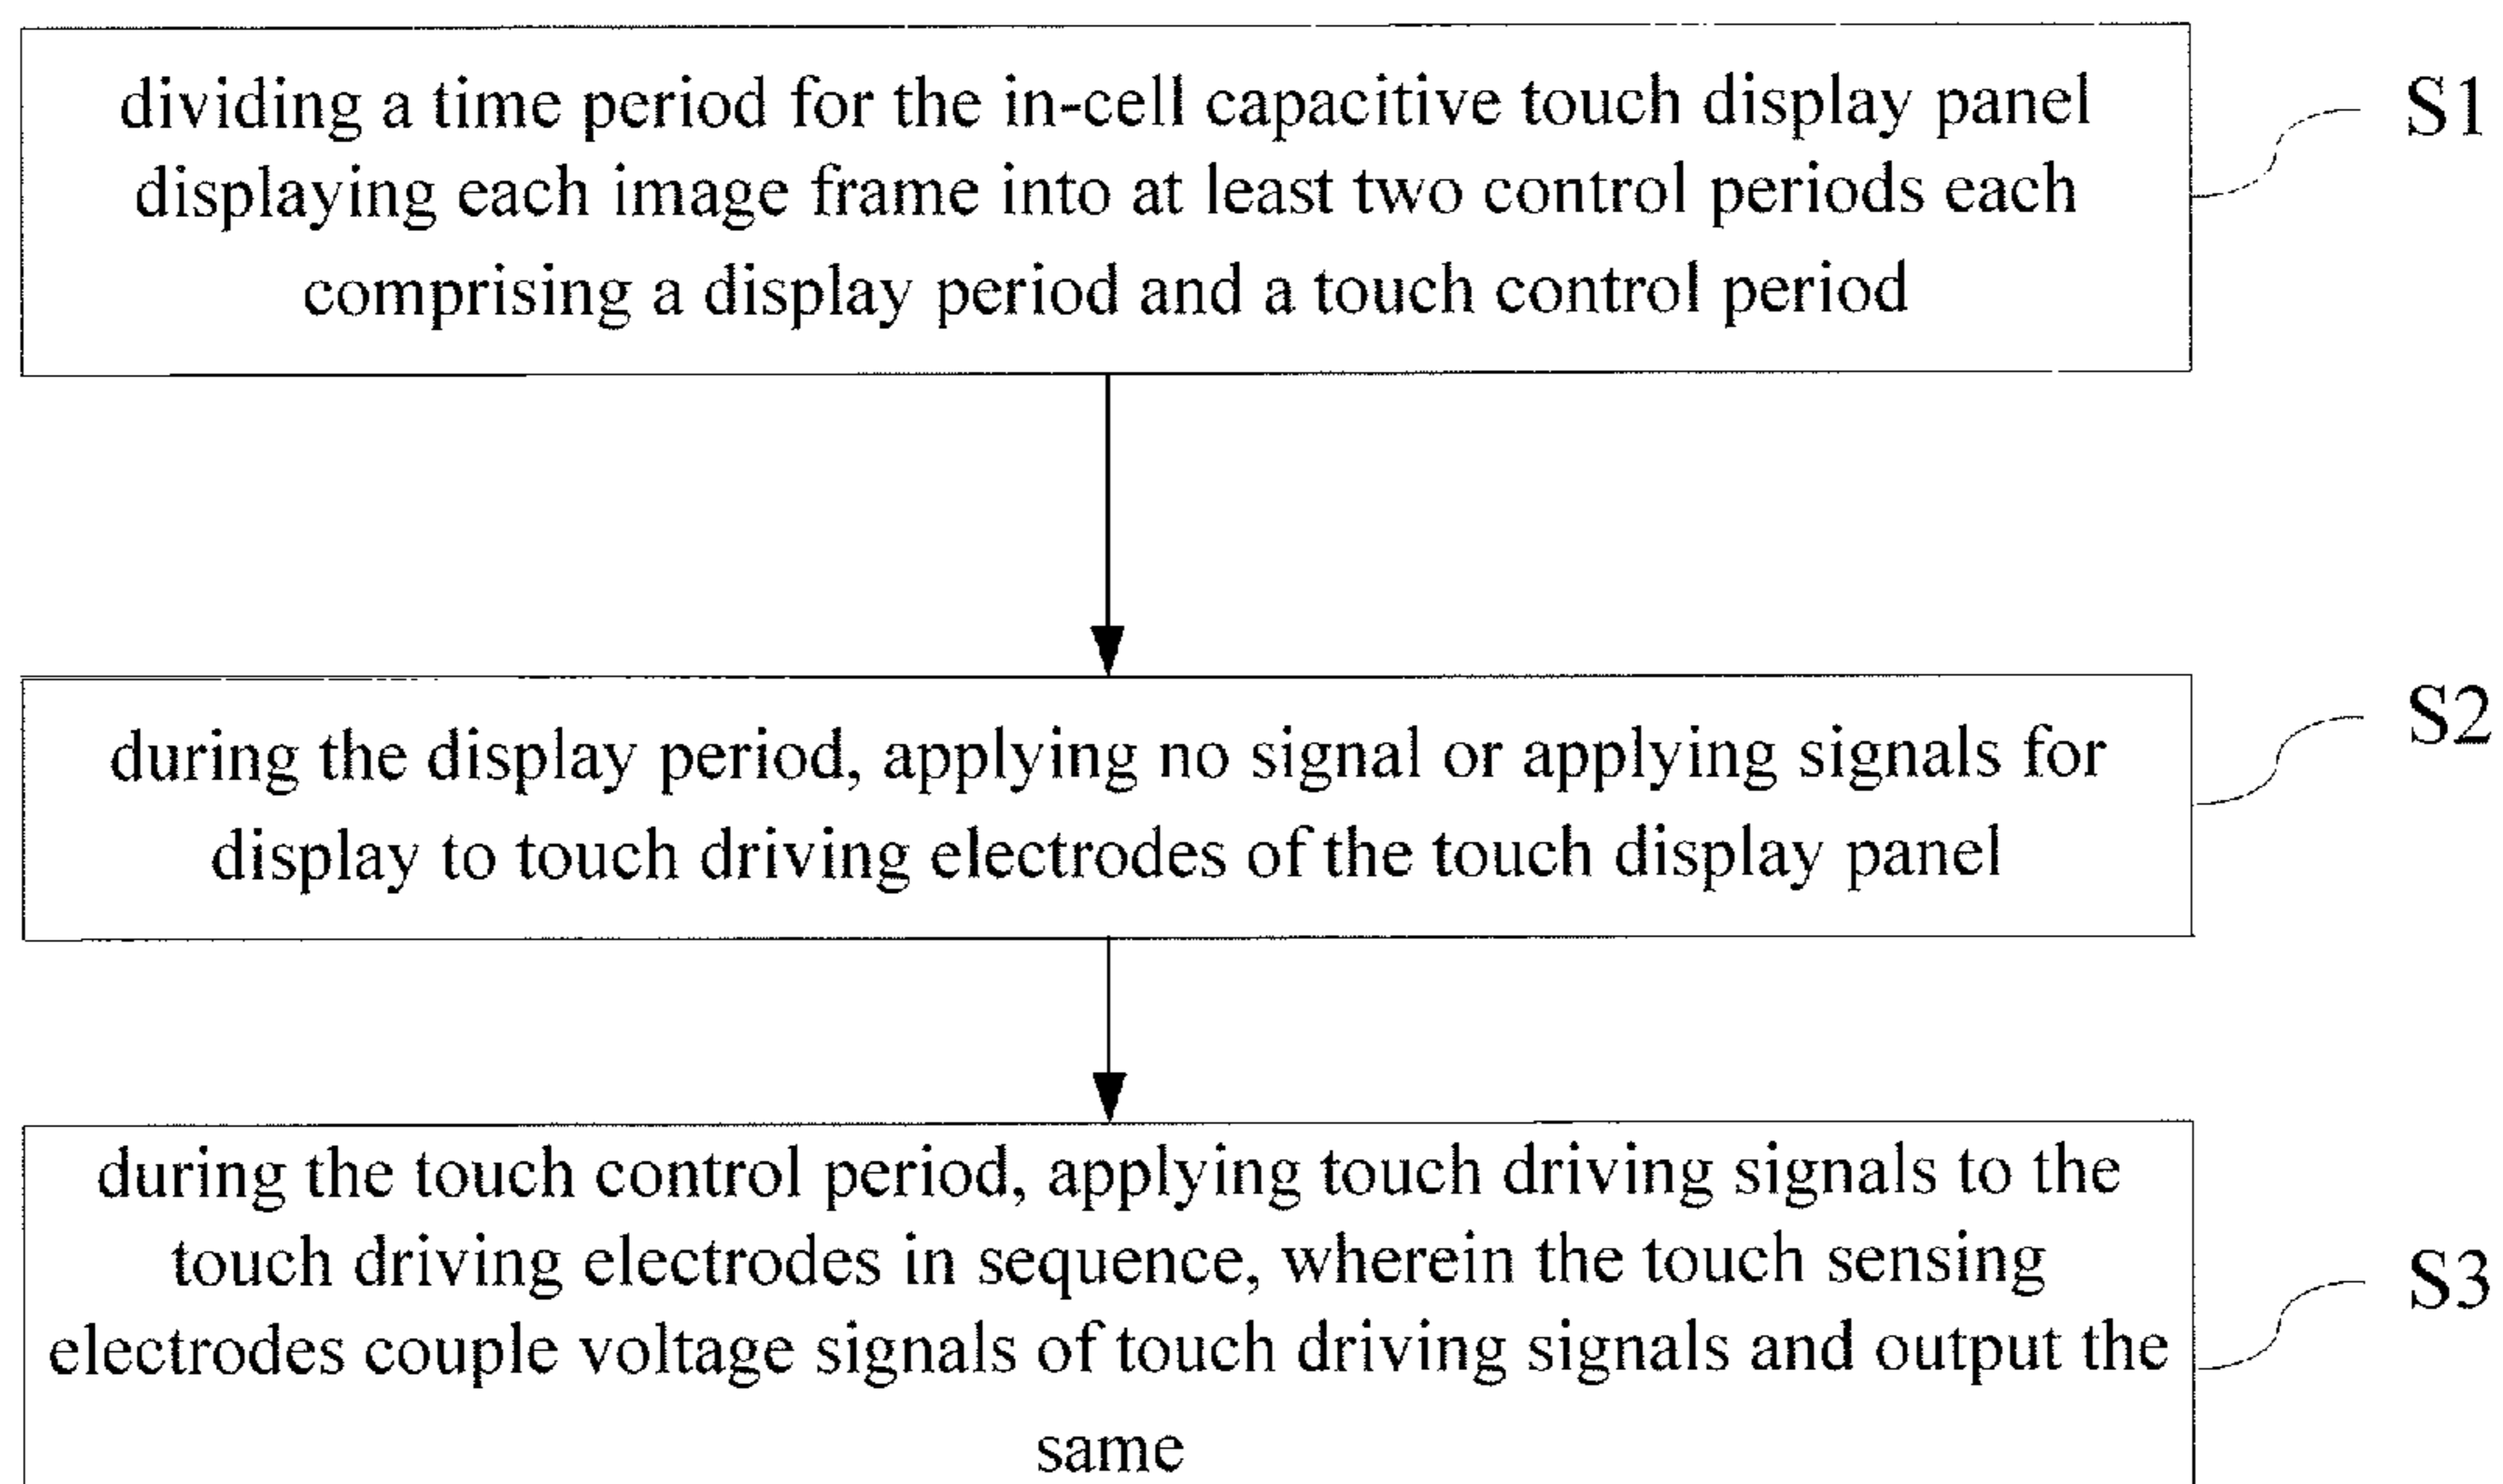 dividing a time period for the in-cell capacitive touch display panel
displaying each image frame into at least two control periods each
comprising a display period and a touch control period
S1
during the display period, applying no signal or applying signals for
display to touch driving electrodes of the touch display panel
S2
during the touch control period, applying touch driving signals to the
touch driving electrodes in sequence, wherein the touch sensing
electrodes couple voltage signals of touch driving signals and output the
same
S3